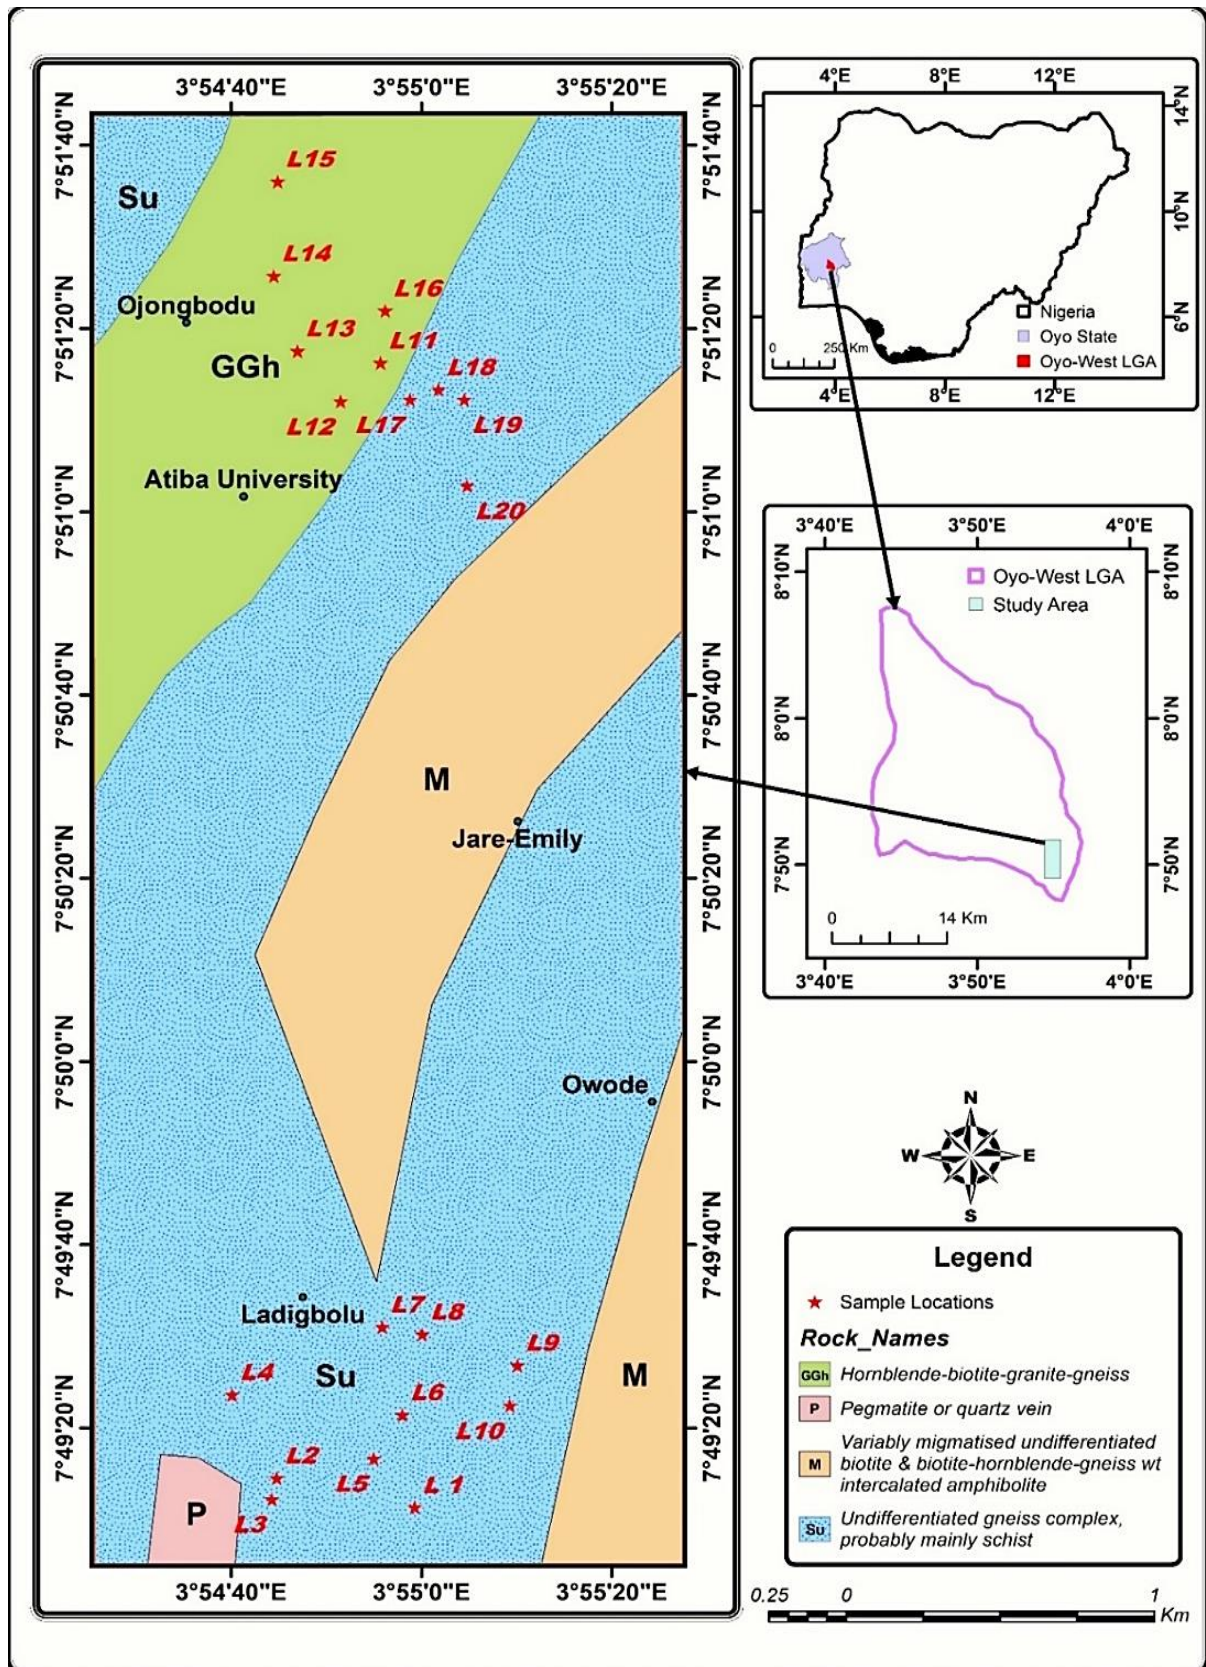 3°54'40"E 3°55'0"E 3°55'20"E
7°51'40"N
7°51'20"N
7°51'0"N
7°50'40"N
7°50'20"N
7°50'0"N
7°49'40"N
7°49'20"N
L15
Su
L14
Ojongbodu
L16
L13
L11
GGh
L18
L12
L17
L19
Atiba University
L20
M
Jare-Emily
Owode
Ladigbolu
L7
L8
L9
L4
Su
M
L6
L10
L2
L5
L 1
P
L3
7°51'40"N
7°51'20"N
7°51'0"N
7°50'40"N
7°50'20"N
7°50'0"N
7°49'40"N
7°49'20"N
3°54'40"E 3°55'0"E 3°55'20"E
4°E 8°E 12°E
14°N
10°N
6°N
Nigeria
Oyo State
Oyo-West LGA
0 250 Km
4°E 8°E 12°E
3°40'E 3°50'E 4°0'E
8°10'N
8°0'N
7°50'N
Oyo-West LGA
Study Area
8°10'N
8°0'N
7°50'N
0 14 Km
3°40'E 3°50'E 4°0'E
N
W E
S
Legend
Sample Locations
Rock_Names
GGh Hornblende-biotite-granite-gneiss
P Pegmatite or quartz vein
Variably migmatised undifferentiated
M biotite & biotite-hornblende-gneiss wt
intercalated amphibolite
Su Undifferentiated gneiss complex,
probably mainly schist
0.25 0 1
Km